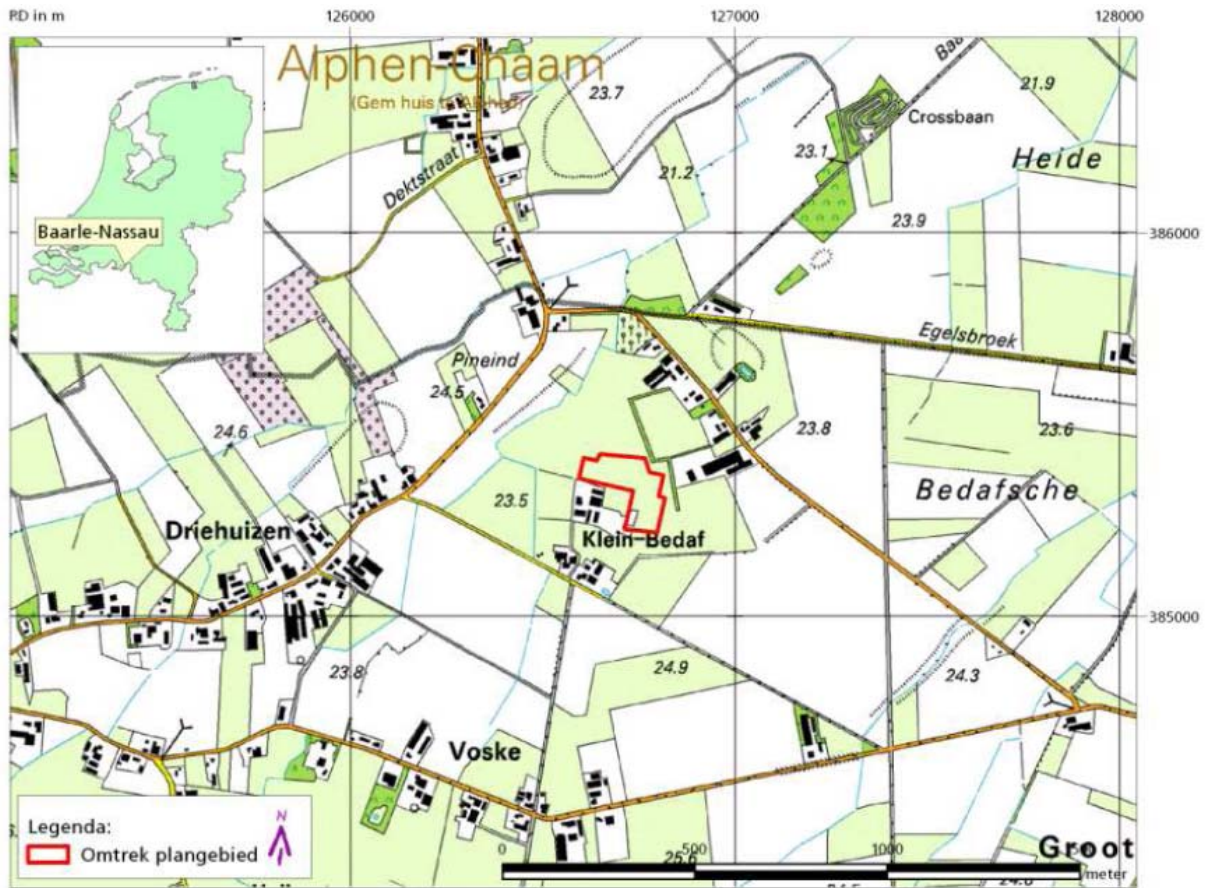 RD in m
126000
127000
128000
Alphen-Chaam
23.7
21.9
Crossbaan
Dektstraat
21.2
23.1
Heide
Baarle-Nassau
23.9
386000
Egelsbroek
Pineind
24.5
24.6
23.8
23.6
23.5
Bedafsche
Driehuizen
Klein-Bedaf
385000
23.8
24.9
24.3
Voske
Legenda:
N
Omtrek plangebied
0
500
1000
Groot
25.6
meter